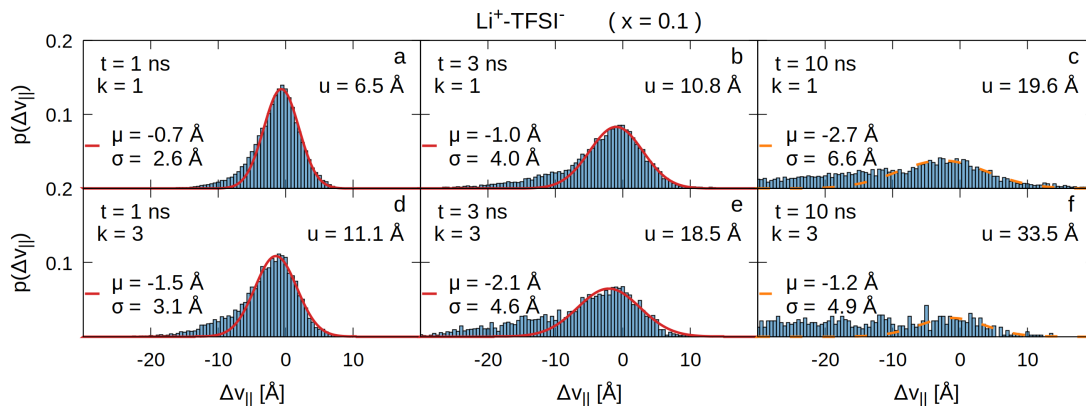 Li⁺-TFSI⁻ ( x = 0.1 )
p(Δv||)
0.2
0.1
0.2
a
t = 1 ns
k = 1
u = 6.5 Å
μ = -0.7 Å
σ = 2.6 Å
b
t = 3 ns
k = 1
u = 10.8 Å
μ = -1.0 Å
σ = 4.0 Å
c
t = 10 ns
k = 1
u = 19.6 Å
μ = -2.7 Å
σ = 6.6 Å
p(Δv||)
0.1
d
t = 1 ns
k = 3
u = 11.1 Å
μ = -1.5 Å
σ = 3.1 Å
e
t = 3 ns
k = 3
u = 18.5 Å
μ = -2.1 Å
σ = 4.6 Å
f
t = 10 ns
k = 3
u = 33.5 Å
μ = -1.2 Å
σ = 4.9 Å
-20 -10 0 10
-20 -10 0 10
-20 -10 0 10
Δv|| [Å]
Δv|| [Å]
Δv|| [Å]